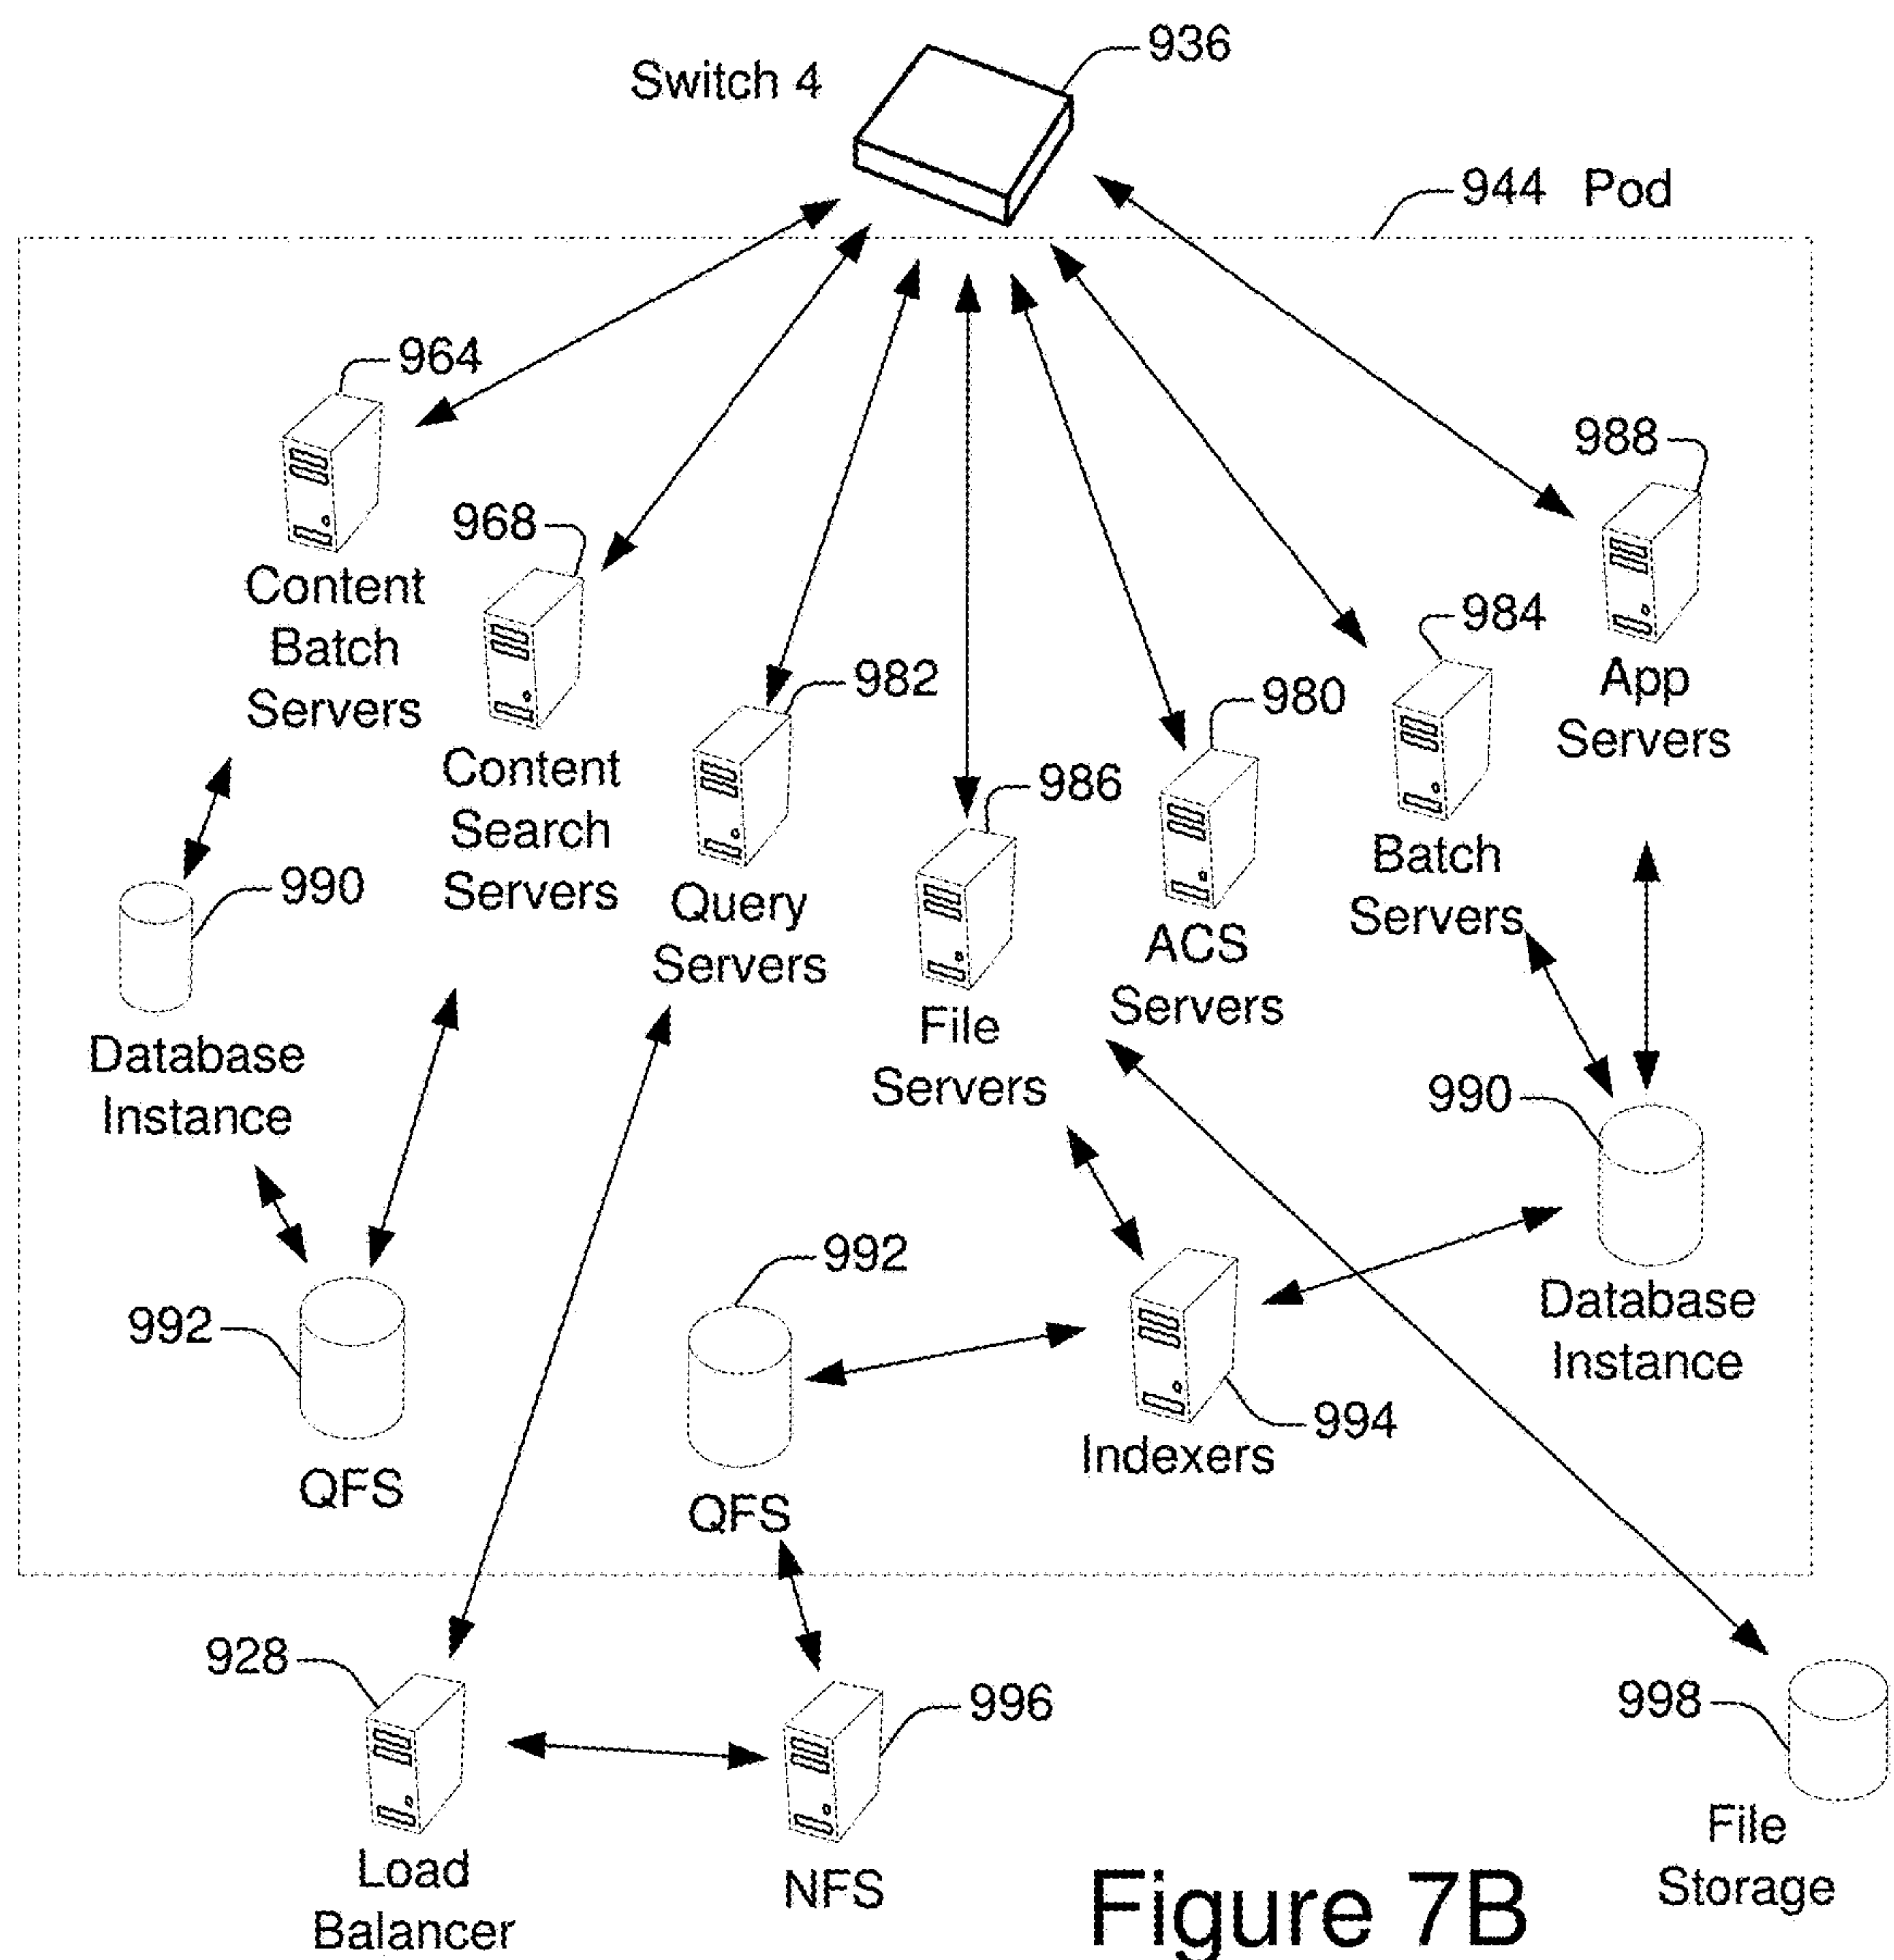 Switch 4
936
944 Pod
964
Content
Batch
Servers
968
Content
Search
Servers
982
Query
Servers
986
File
Servers
980
ACS
Servers
984
Batch
Servers
988
App
Servers
990
Database
Instance
990
Database
Instance
992
QFS
992
QFS
994
Indexers
928
Load
Balancer
996
NFS
998
File
Storage
Figure 7B